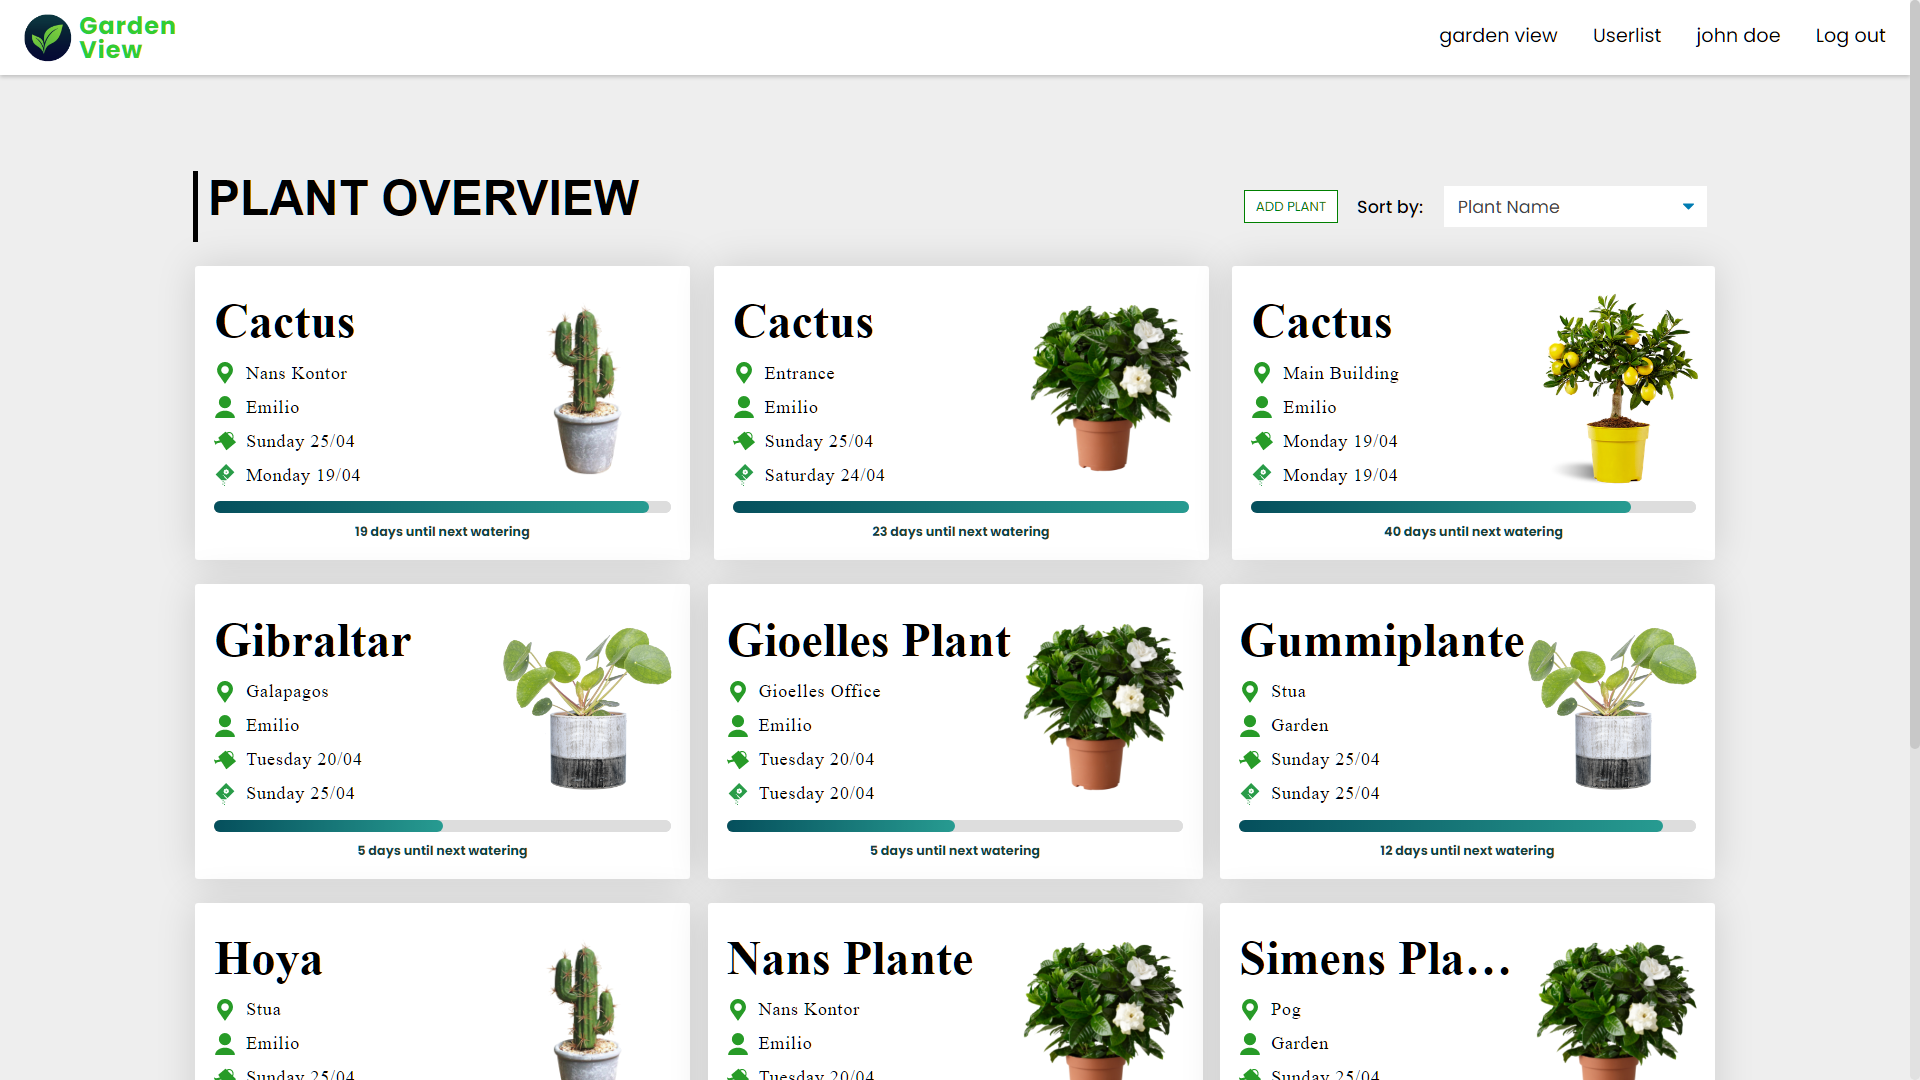 Garden
View
garden view
Userlist
john doe
Log out
PLANT OVERVIEW
ADD PLANT
Sort by:
Plant Name
Cactus
Nans Kontor
Emilio
Sunday 25/04
Monday 19/04
19 days until next watering
Cactus
Entrance
Emilio
Sunday 25/04
Saturday 24/04
23 days until next watering
Cactus
Main Building
Emilio
Monday 19/04
Monday 19/04
40 days until next watering
Gibraltar
Galapagos
Emilio
Tuesday 20/04
Sunday 25/04
5 days until next watering
Gioelles Plant
Gioelles Office
Emilio
Tuesday 20/04
Tuesday 20/04
5 days until next watering
Gummiplante
Stua
Garden
Sunday 25/04
Sunday 25/04
12 days until next watering
Hoya
Stua
Emilio
Sunday 25/04
Nans Plante
Nans Kontor
Emilio
Tuesday 20/04
Simens Pla...
Pog
Garden
Sunday 25/04